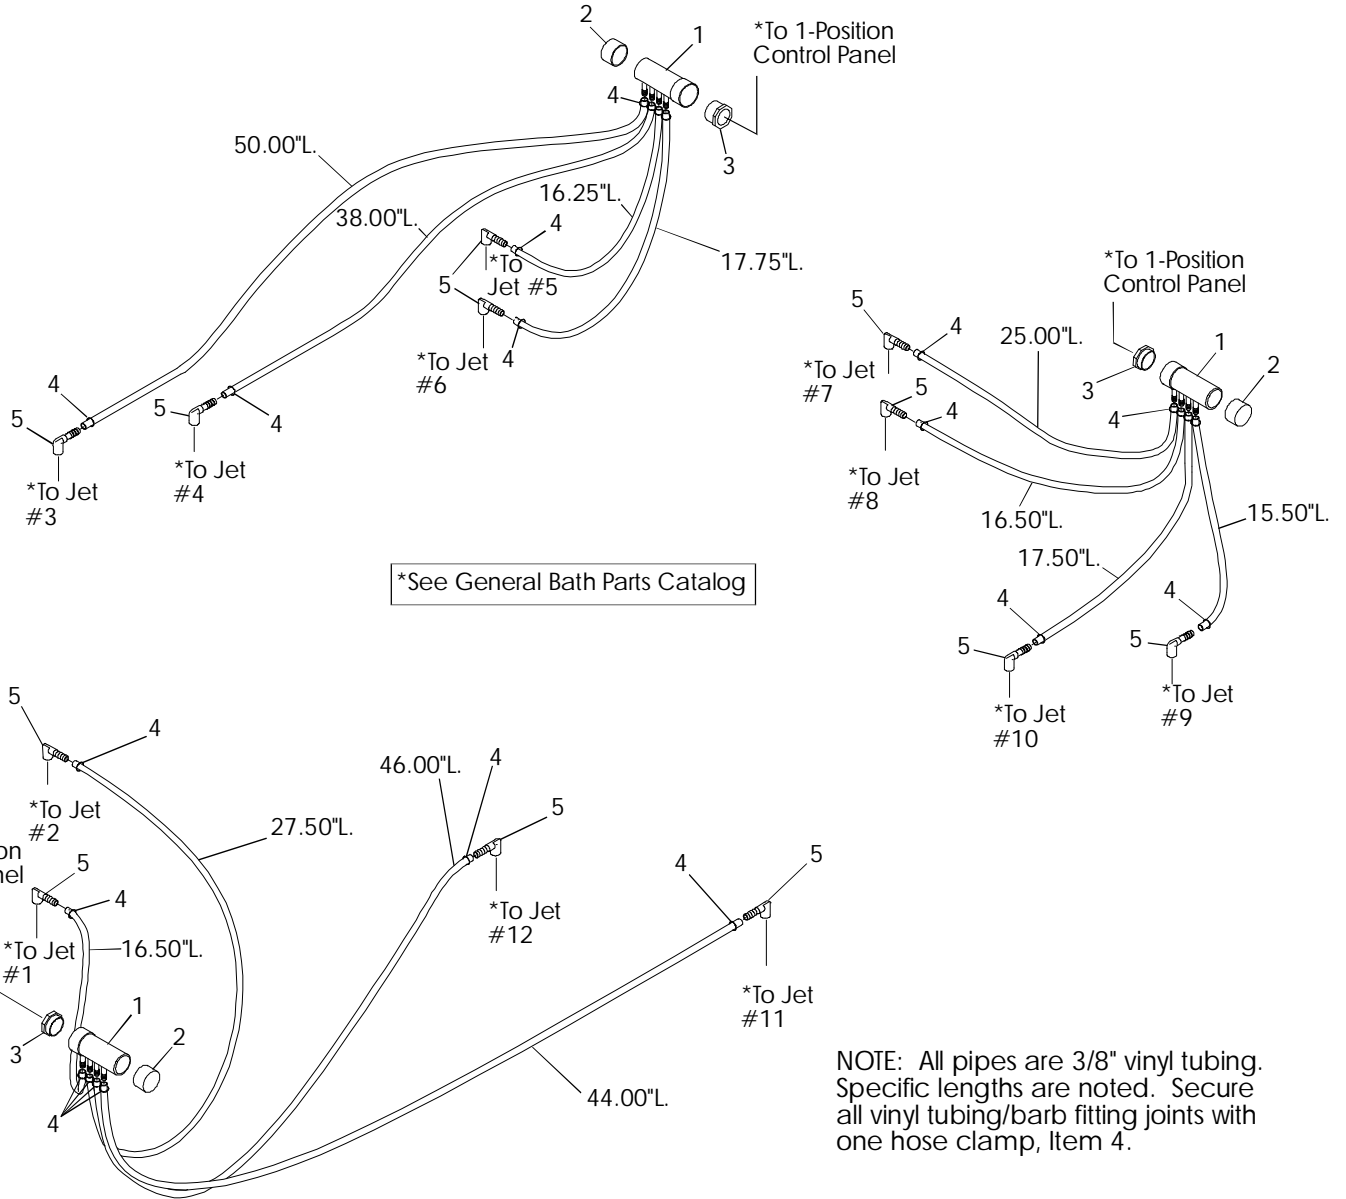 2
1
*To 1-Position
Control Panel
4
3
50.00"L.
38.00"L.
16.25"L.
4
17.75"L.
*To
Jet #5
5
*To Jet
#6
4
4
5
*To Jet
#3
5
4
*To Jet
#4
*To 1-Position
Control Panel
5
4
25.00"L.
1
2
3
*To Jet
#7
5
4
4
*To Jet
#8
16.50"L.
15.50"L.
17.50"L.
4
4
5
5
*To Jet
#10
*To Jet
#9
*See General Bath Parts Catalog
5
4
*To Jet
#2
27.50"L.
46.00"L.
4
5
on
nel
5
4
*To Jet
#1
16.50"L.
*To Jet
#12
4
5
*To Jet
#11
1
3
2
4
44.00"L.
NOTE: All pipes are 3/8" vinyl tubing.
Specific lengths are noted. Secure
all vinyl tubing/barb fitting joints with
one hose clamp, Item 4.